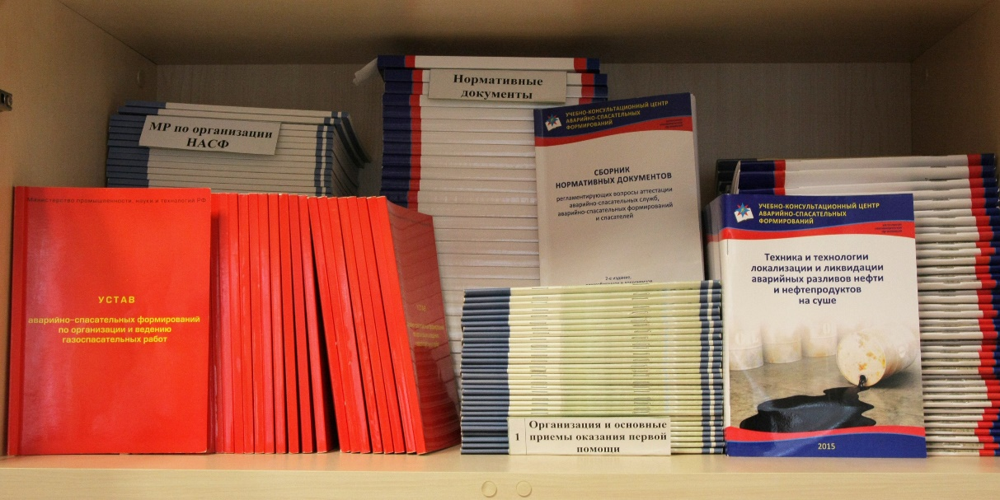 МР по организации
НАСФ
Нормативные
документы
УЧЕБНО-КОНСУЛЬТАЦИОННЫЙ ЦЕНТР
АВАРИЙНО-СПАСАТЕЛЬНЫХ
ФОРМИРОВАНИЙ
СБОРНИК
НОРМАТИВНЫХ ДОКУМЕНТОВ
регламентирующих вопросы аттестации
аварийно-спасательных служб,
аварийно-спасательных формирований
и спасателей
2-е издание,
Министерство промышленности, науки и технологий РФ
УСТАВ
аварийно-спасательных формирований
по организации и ведению
газоспасательных работ
1 Организация и основные
приемы оказания первой
помощи
УЧЕБНО-КОНСУЛЬТАЦИОННЫЙ ЦЕНТР
АВАРИЙНО-СПАСАТЕЛЬНЫХ
ФОРМИРОВАНИЙ
Техника и технологии
локализации и ликвидации
аварийных разливов нефти
и нефтепродуктов
на суше
2015